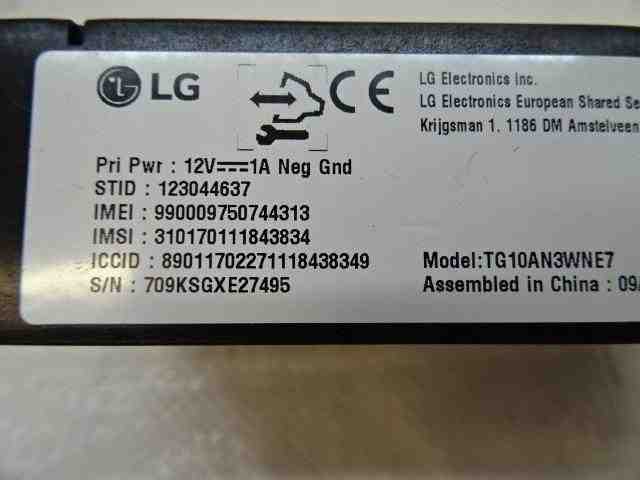 LG
CE
LG Electronics Inc.
LG Electronics European Shared Se
Krijgsman 1, 1186 DM Amstelveen
Pri Pwr : 12V⎓1A Neg Gnd
STID : 123044637
IMEI : 990009750744313
IMSI : 310170111843834
ICCID : 89011702271118438349
Model:TG10AN3WNE7
S/N : 709KSGXE27495
Assembled in China : 09/